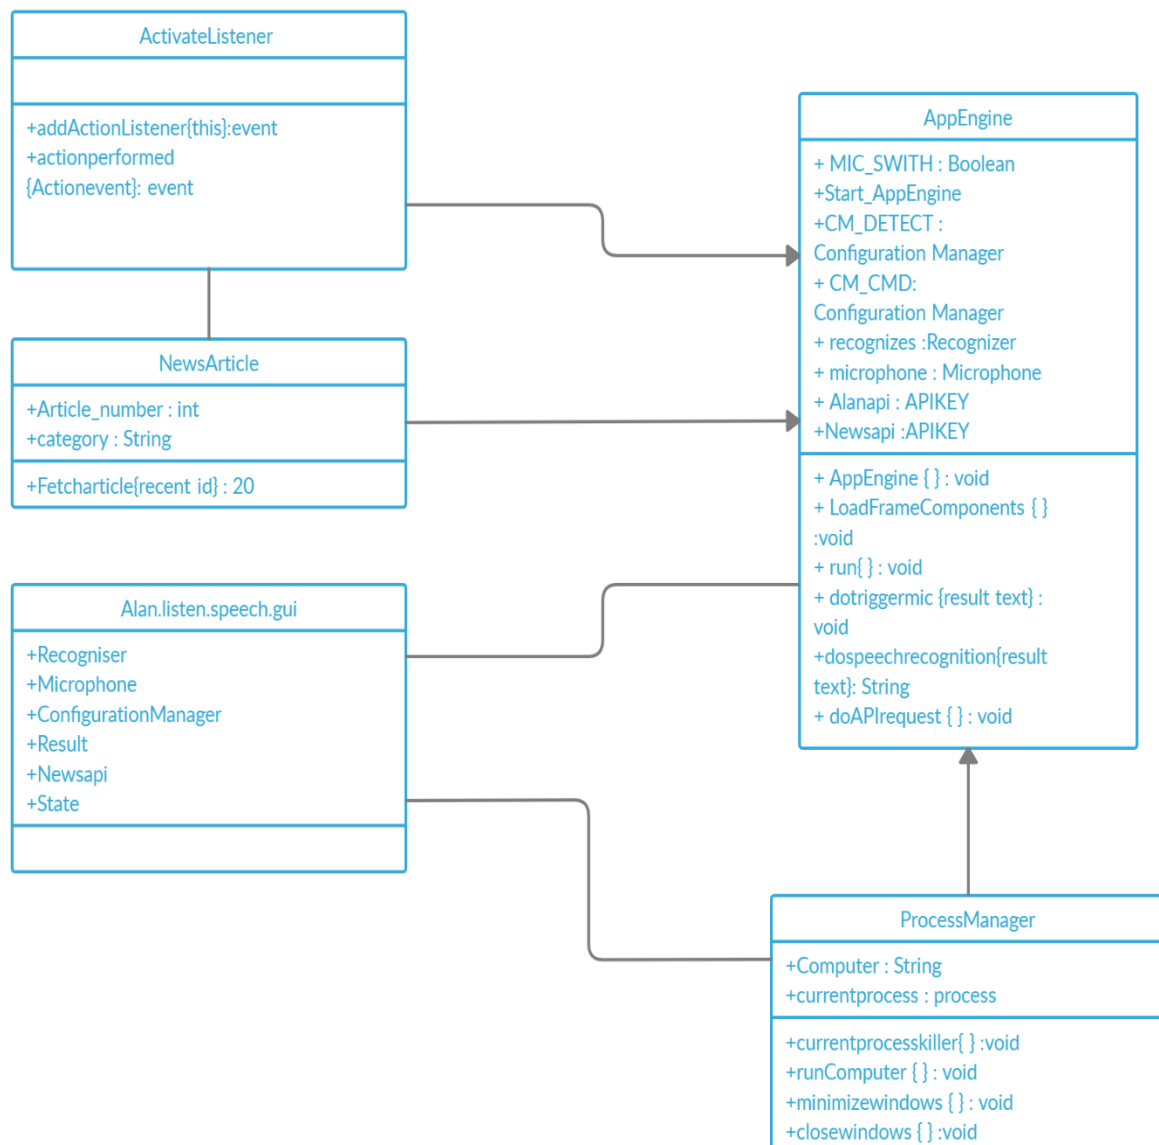 ActivateListener
+addActionListener{this}:event
+actionperformed
{Actionevent}: event
NewsArticle
+Article_number : int
+category : String
+Fetcharticle{recent id} : 20
Alan.listen.speech.gui
+Recogniser
+Microphone
+ConfigurationManager
+Result
+Newsapi
+State
AppEngine
+ MIC_SWITH : Boolean
+Start_AppEngine
+CM_DETECT :
Configuration Manager
+ CM_CMD:
Configuration Manager
+ recognizes :Recognizer
+ microphone : Microphone
+ Alanapi : APIKEY
+Newsapi :APIKEY
+ AppEngine { } : void
+ LoadFrameComponents { }
:void
+ run{ } : void
+ dotriggermic {result text} :
void
+dospeechrecognition{result
text}: String
+ doAPIrequest { } : void
ProcessManager
+Computer : String
+currentprocess : process
+currentprocesskiller{ } :void
+runComputer { } : void
+minimizewindows { } : void
+closewindows { } :void